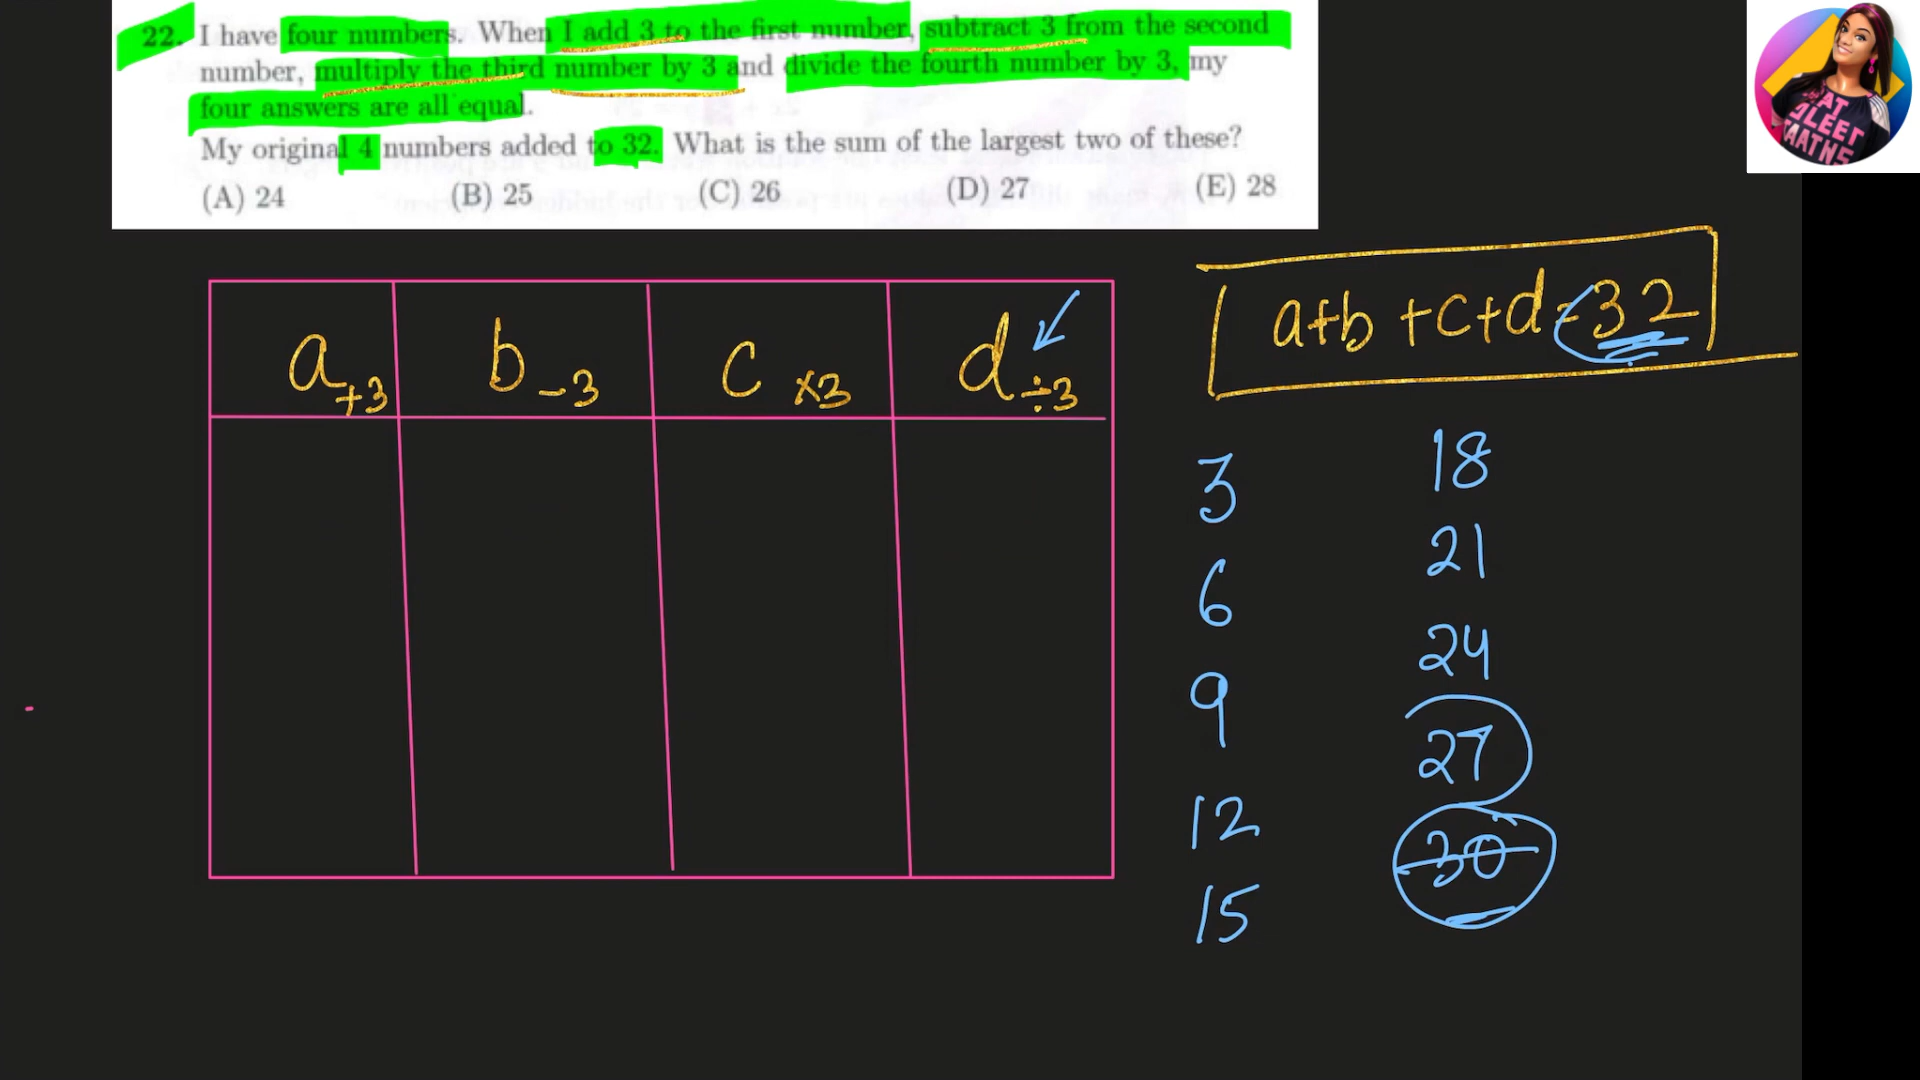 22. I have four numbers. When I add 3 to the first number, subtract 3 from the second
number, multiply the third number by 3 and divide the fourth number by 3, my
four answers are all equal.
My original 4 numbers added to 32. What is the sum of the largest two of these?
(A) 24 (B) 25 (C) 26 (D) 27 (E) 28
a+b+c+d=32
a+3 b-3 c×3 d÷3
3 18
6 21
9 24
12 27
15 30
EAT
SLEEP
MATHS